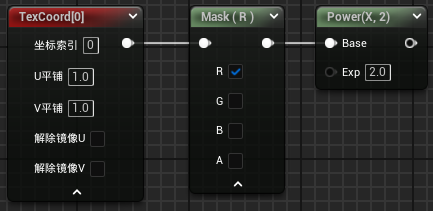 TexCoord[0]
坐标索引 0
U平铺 1.0
V平铺 1.0
解除镜像U
解除镜像V
Mask ( R )
R
G
B
A
Power(X, 2)
Base
Exp 2.0